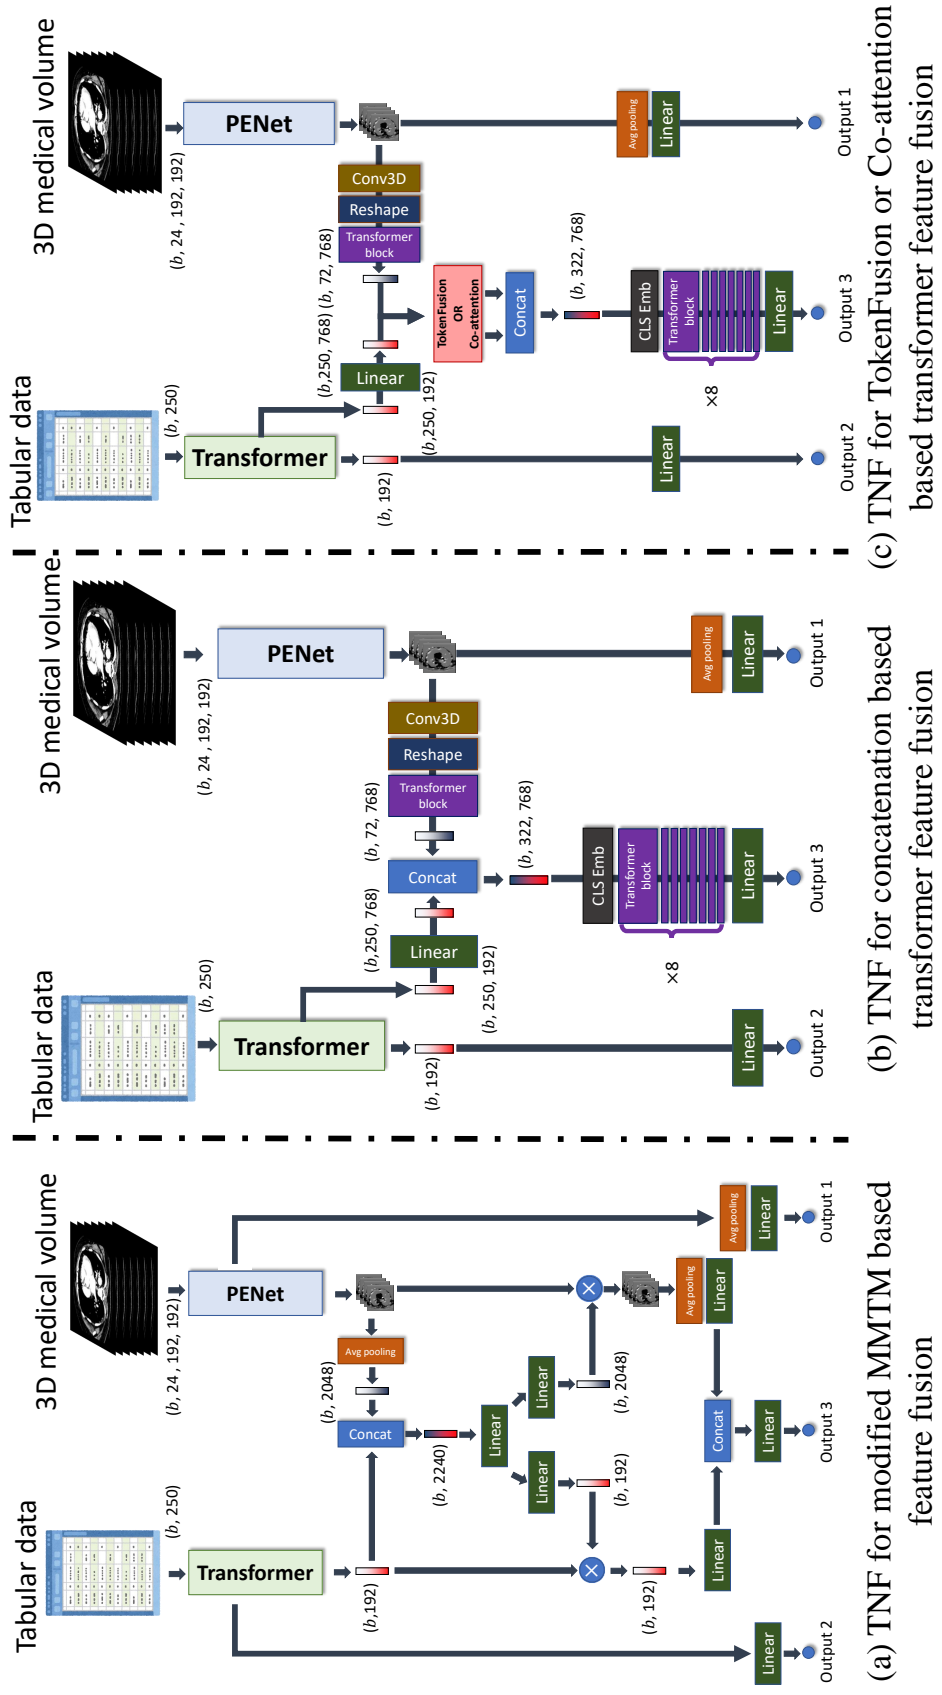 Tabular data
3D medical volume
(b, 250)
(b, 24 , 192, 192)
Transformer
PENet
Avg pooling
(b, 2048)
(b,192)
Concat
(b, 2240)
Linear
Linear
Linear
(b, 192)
(b, 2048)
×
×
(b, 192)
Avg pooling
Linear
Linear
Concat
Linear
Linear
Avg pooling
Linear
Output 2
Output 3
Output 1
(a) TNF for modified MMTM based
feature fusion
Tabular data
3D medical volume
(b, 250)
(b, 24, 192, 192)
Transformer
PENet
(b, 192)
(b, 250, 192)
Linear
(b,250, 768)
Concat
(b, 72, 768)
Transformer
block
Reshape
Conv3D
(b, 322, 768)
CLS Emb
Transformer
block
×8
Linear
Linear
Avg pooling
Linear
Output 2
Output 3
Output 1
(b) TNF for concatenation based
transformer feature fusion
Tabular data
3D medical volume
(b, 250)
(b, 24 , 192, 192)
Transformer
PENet
(b, 192)
(b,250, 192)
Linear
(b,250, 768)
(b, 72, 768)
Transformer
block
Reshape
Conv3D
TokenFusion
OR
Co-attention
Concat
(b, 322, 768)
CLS Emb
Transformer
block
×8
Linear
Linear
Avg pooling
Linear
Output 2
Output 3
Output 1
(c) TNF for TokenFusion or Co-attention
based transformer feature fusion